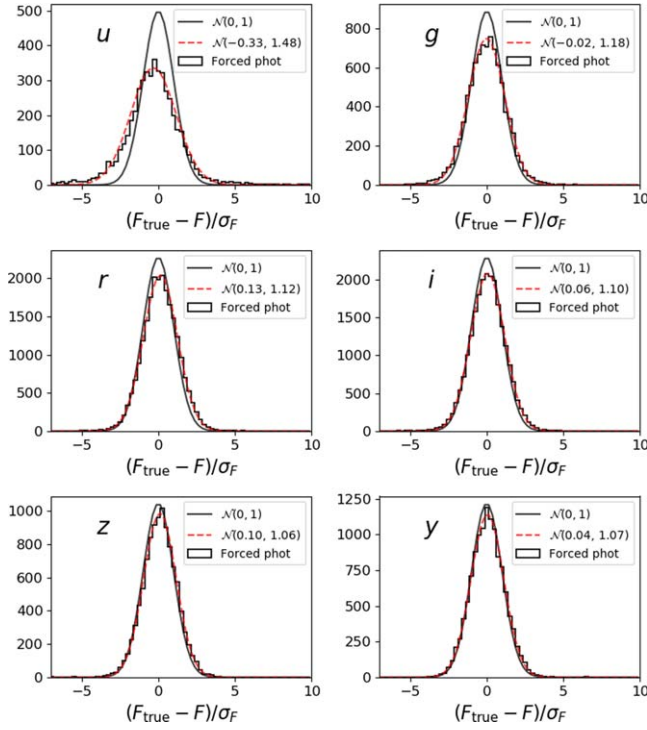 u
N(0, 1)
N(−0.33, 1.48)
Forced phot
500
400
300
200
100
0
−5
0
5
10
(F_true − F)/σ_F
g
N(0, 1)
N(−0.02, 1.18)
Forced phot
800
600
400
200
0
−5
0
5
10
(F_true − F)/σ_F
r
N(0, 1)
N(0.13, 1.12)
Forced phot
2000
1500
1000
500
0
−5
0
5
10
(F_true − F)/σ_F
i
N(0, 1)
N(0.06, 1.10)
Forced phot
2000
1500
1000
500
0
−5
0
5
10
(F_true − F)/σ_F
z
N(0, 1)
N(0.10, 1.06)
Forced phot
1000
800
600
400
200
0
−5
0
5
10
(F_true − F)/σ_F
y
N(0, 1)
N(0.04, 1.07)
Forced phot
1250
1000
750
500
250
0
−5
0
5
10
(F_true − F)/σ_F